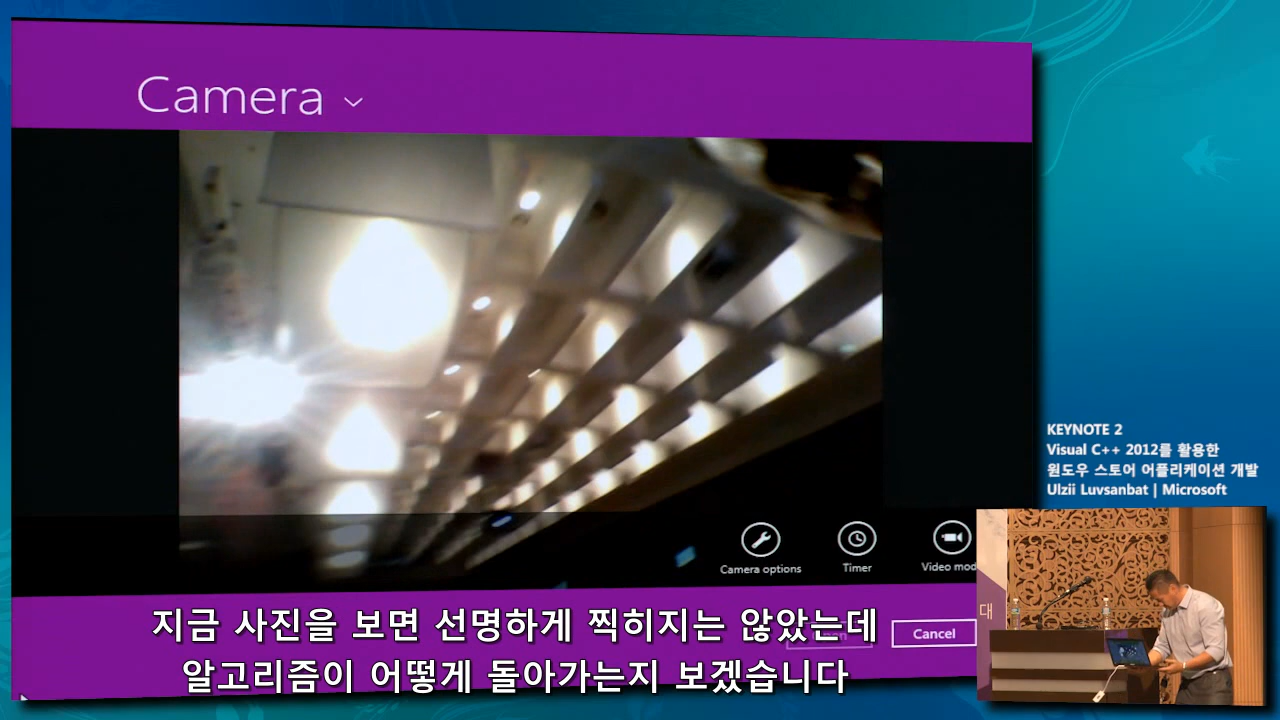 Camera
KEYNOTE 2
Visual C++ 2012를 활용한
윈도우 스토어 어플리케이션 개발
Ulzii Luvsanbat | Microsoft
Camera options
Timer
Video mod
대
Cancel
지금 사진을 보면 선명하게 찍히지는 않았는데
알고리즘이 어떻게 돌아가는지 보겠습니다